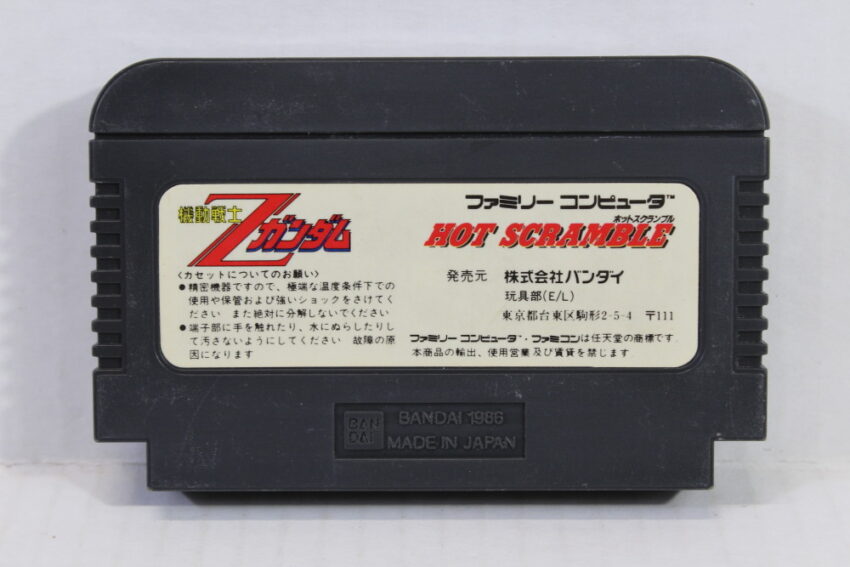 機動戦士
Zガンダム
〈カセットについてのお願い〉
●精密機器ですので、極端な温度条件下での
使用や保管および強いショックをさけてく
ださい また絶対に分解しないでください
●端子部に手を触れたり、水にぬらしたりし
て汚さないようにしてください 故障の原
因になります
ファミリー コンピュータ™
ホットスクランブル
HOT SCRAMBLE
発売元 株式会社バンダイ
玩具部(E/L)
東京都台東区駒形2-5-4 〒111
ファミリー コンピュータ™・ファミコンは任天堂の商標です.
本商品の輸出、使用営業及び賃貸を禁じます.
BAN
DAI
BANDAI 1986
MADE IN JAPAN